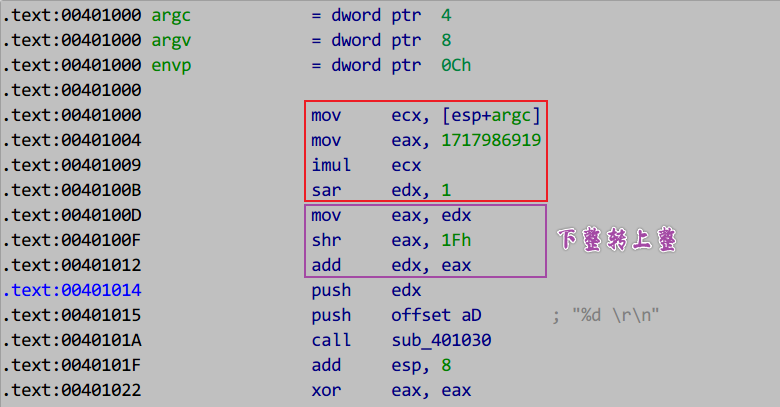 .text:00401000 argc = dword ptr 4
.text:00401000 argv = dword ptr 8
.text:00401000 envp = dword ptr 0Ch
.text:00401000
.text:00401000 mov ecx, [esp+argc]
.text:00401004 mov eax, 1717986919
.text:00401009 imul ecx
.text:0040100B sar edx, 1
.text:0040100D mov eax, edx
.text:0040100F shr eax, 1Fh
下整转上整
.text:00401012 add edx, eax
.text:00401014 push edx
.text:00401015 push offset aD ; "%d \r\n"
.text:0040101A call sub_401030
.text:0040101F add esp, 8
.text:00401022 xor eax, eax